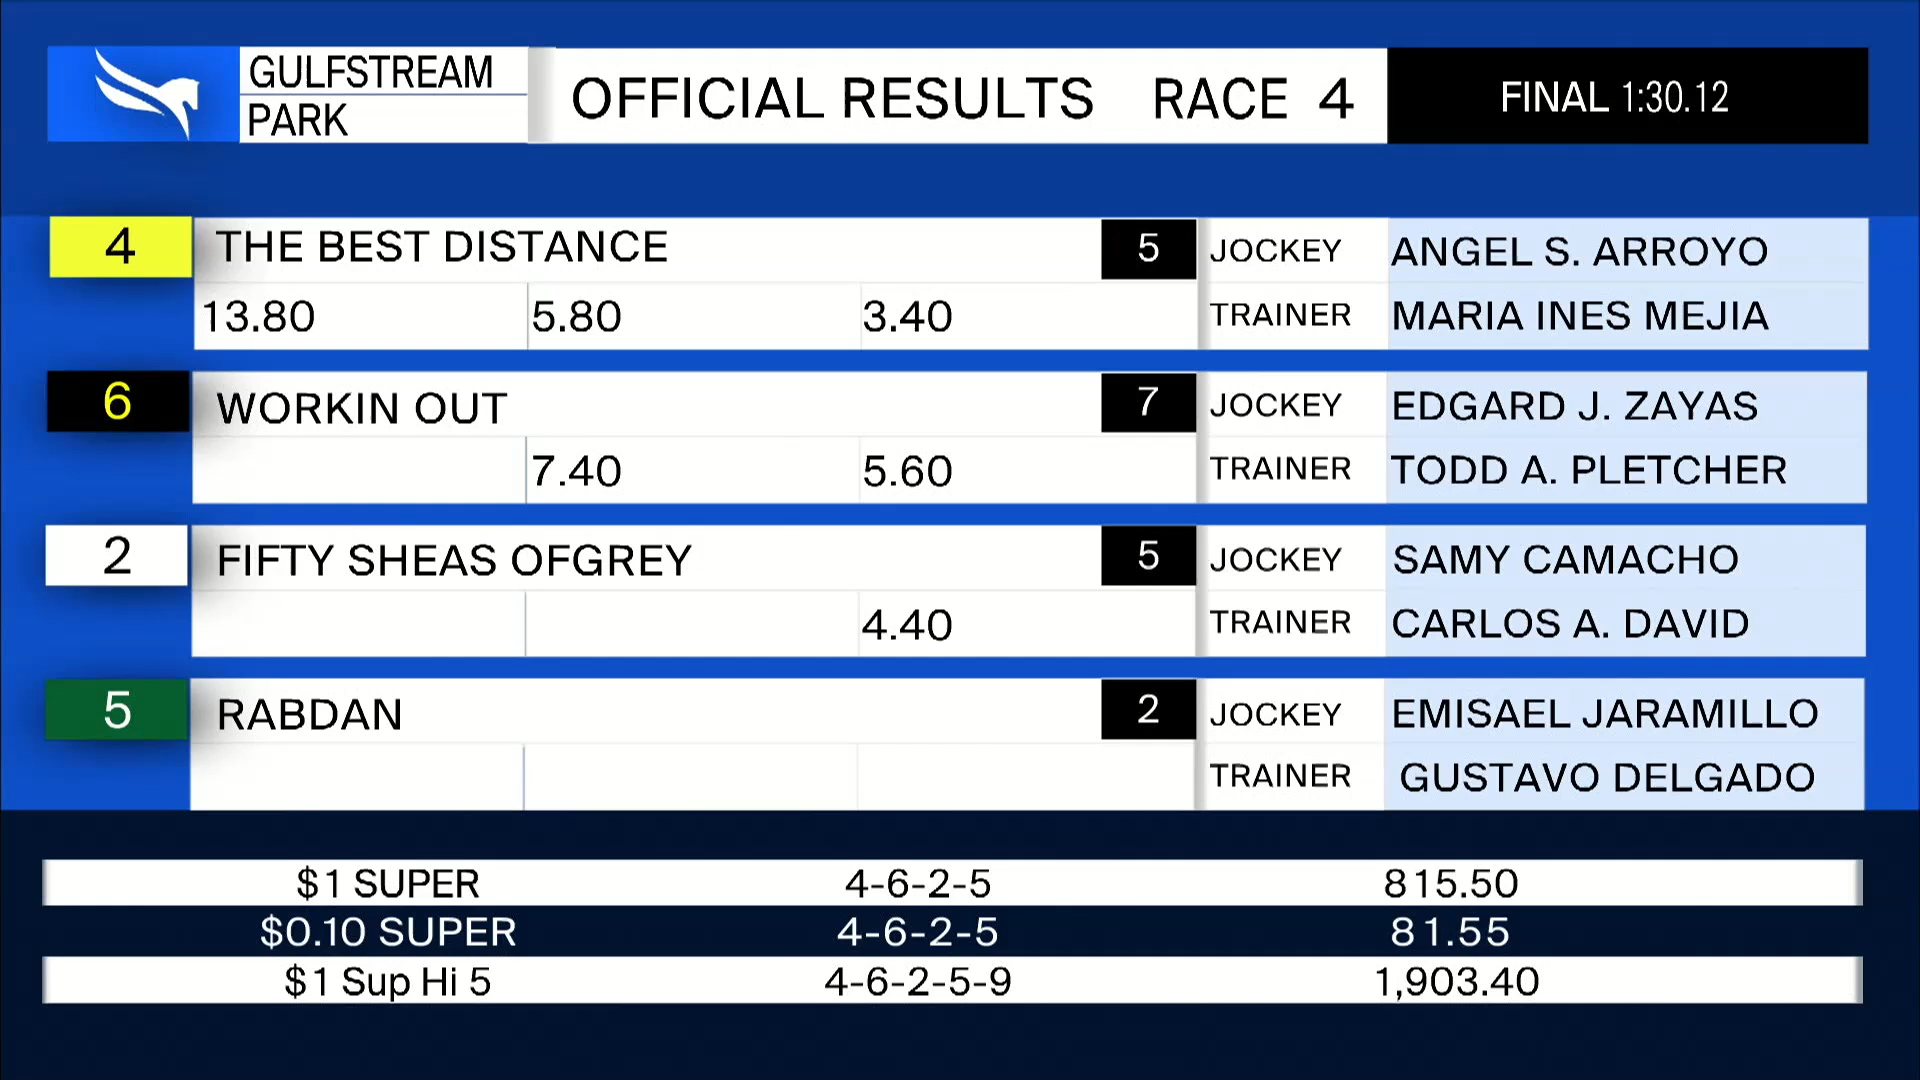 GULFSTREAM
PARK
OFFICIAL RESULTS RACE 4
FINAL 1:30.12
4 THE BEST DISTANCE 5 JOCKEY ANGEL S. ARROYO
13.80 5.80 3.40 TRAINER MARIA INES MEJIA
6 WORKIN OUT 7 JOCKEY EDGARD J. ZAYAS
7.40 5.60 TRAINER TODD A. PLETCHER
2 FIFTY SHEAS OFGREY 5 JOCKEY SAMY CAMACHO
4.40 TRAINER CARLOS A. DAVID
5 RABDAN 2 JOCKEY EMISAEL JARAMILLO
TRAINER GUSTAVO DELGADO
$1 SUPER 4-6-2-5 815.50
$0.10 SUPER 4-6-2-5 81.55
$1 Sup Hi 5 4-6-2-5-9 1,903.40